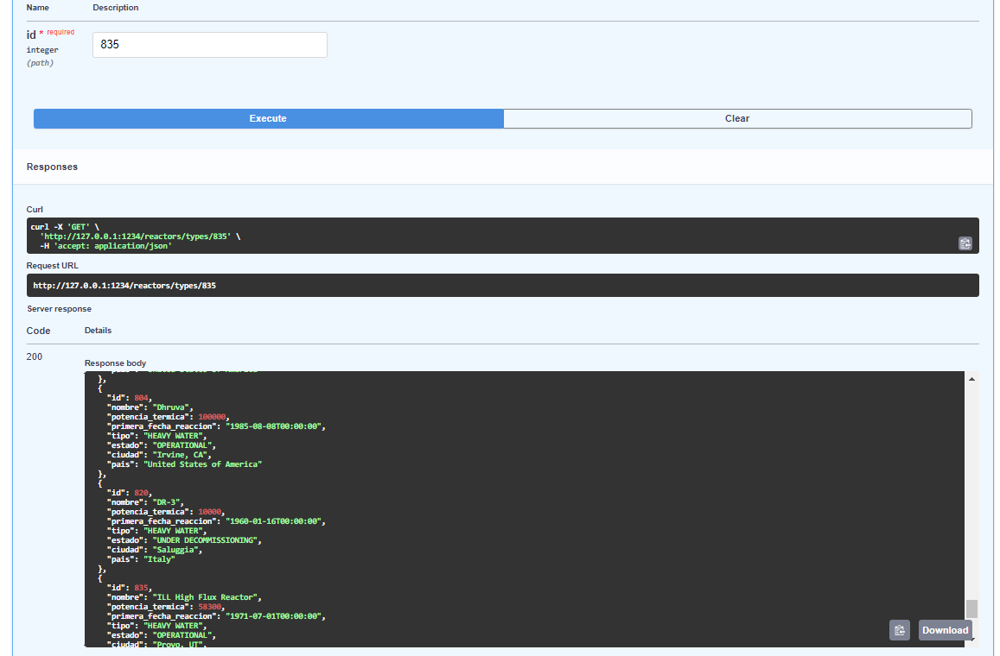 Name Description
id * required
integer
(path)
835
Execute Clear
Responses
Curl
curl -X 'GET' \
'http://127.0.0.1:1234/reactors/types/835' \
-H 'accept: application/json'
Request URL
http://127.0.0.1:1234/reactors/types/835
Server response
Code Details
200
Response body
},
{
"id": 804,
"nombre": "Dhruva",
"potencia_termica": 100000,
"primera_fecha_reaccion": "1985-08-08T00:00:00",
"tipo": "HEAVY WATER",
"estado": "OPERATIONAL",
"ciudad": "Irvine, CA",
"pais": "United States of America"
},
{
"id": 820,
"nombre": "DR-3",
"potencia_termica": 10000,
"primera_fecha_reaccion": "1960-01-16T00:00:00",
"tipo": "HEAVY WATER",
"estado": "UNDER DECOMMISSIONING",
"ciudad": "Saluggia",
"pais": "Italy"
},
{
"id": 835,
"nombre": "ILL High Flux Reactor",
"potencia_termica": 58300,
"primera_fecha_reaccion": "1971-07-01T00:00:00",
"tipo": "HEAVY WATER",
"estado": "OPERATIONAL",
"ciudad": "Provo, UT",
Download